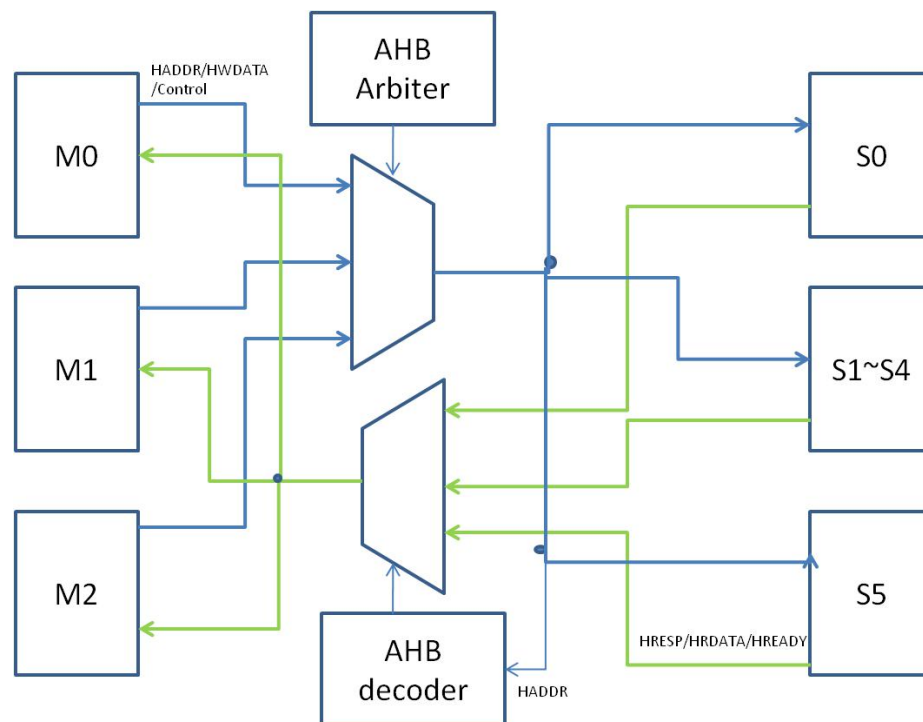 HADDR/HWDATA
/Control
AHB
Arbiter
M0
S0
M1
S1~S4
M2
S5
HRESP/HRDATA/HREADY
AHB
decoder
HADDR